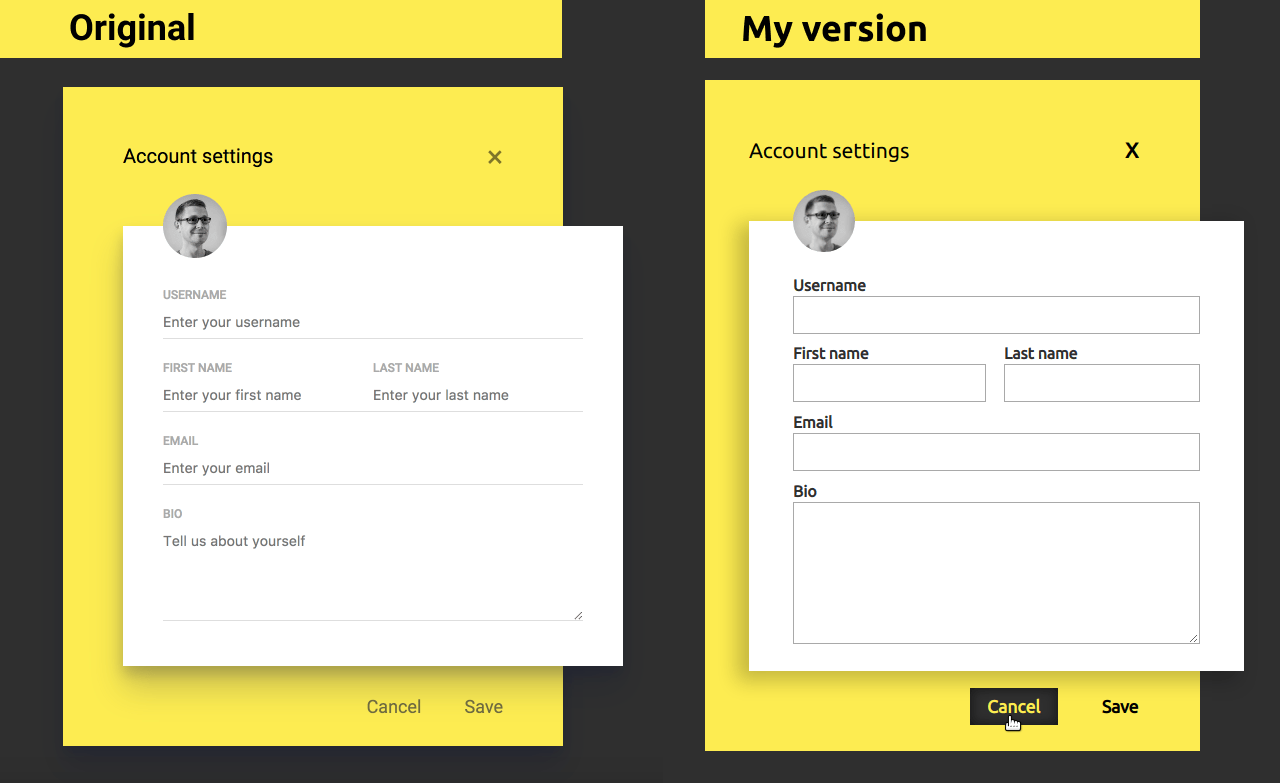 Original
Account settings
×
USERNAME
Enter your username
FIRST NAME LAST NAME
Enter your first name Enter your last name
EMAIL
Enter your email
BIO
Tell us about yourself
Cancel Save
My version
Account settings
X
Username
First name Last name
Email
Bio
Cancel Save